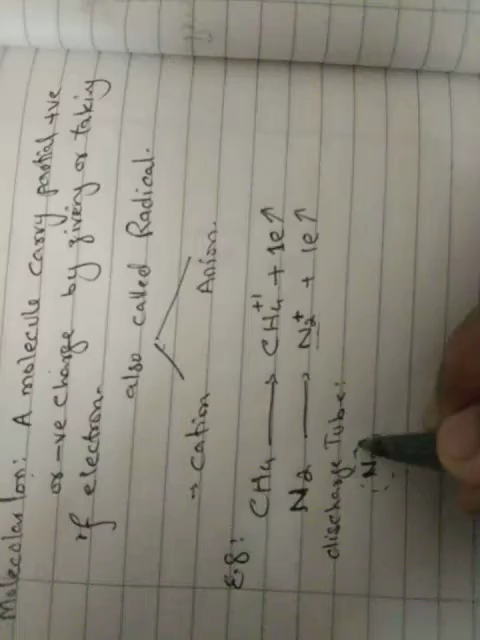 Molecular Ion: A molecule carry partial +ve
or -ve charge by giving or taking
of electron.
also called Radical.
→ cation Anion.
e.g:
CH4 → CH4+1 + 1e↑
N2 → N2+ + 1e↑
discharge Tube:
N